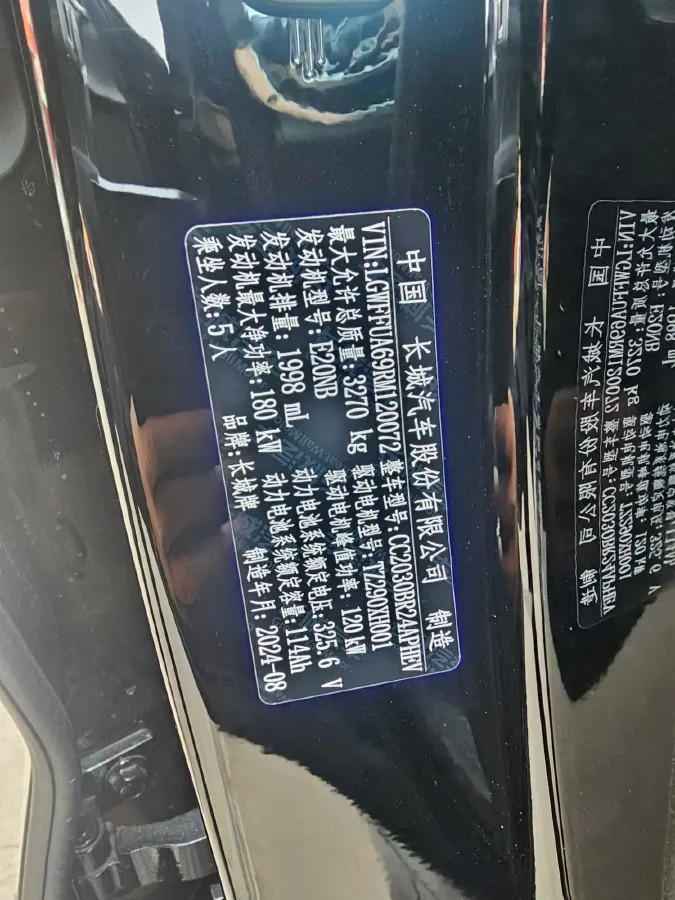 中国 长城汽车股份有限公司 制造
VIN:LGWFFUA69RM120072 整车型号:CC2030BR24APHEV
最大允许总质量:3270 kg 驱动电机型号:TZ290XH001
发动机型号:E20NB 驱动电机峰值功率:120 kW
发动机排量:1998 mL 动力电池系统额定电压:325.6 V
发动机最大净功率:180 kW 动力电池系统额定容量:114Ah
乘坐人数:5人 品牌:长城牌 制造年月:2024-08